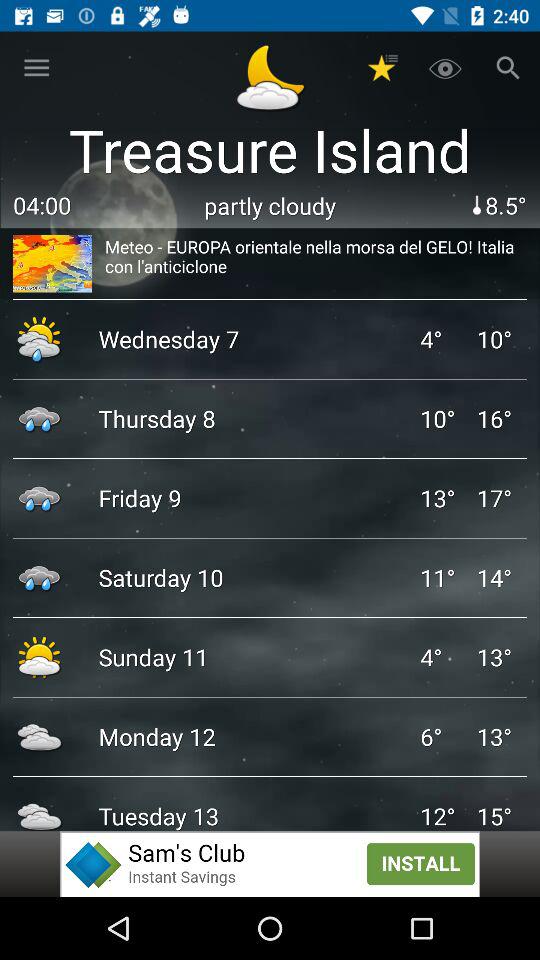 FAKE
2:40
Treasure Island
04:00 partly cloudy 8.5°
Meteo - EUROPA orientale nella morsa del GELO! Italia
con l'anticiclone
Wednesday 7 4° 10°
Thursday 8 10° 16°
Friday 9 13° 17°
Saturday 10 11° 14°
Sunday 11 4° 13°
Monday 12 6° 13°
Tuesday 13 12° 15°
Sam's Club
Instant Savings
INSTALL